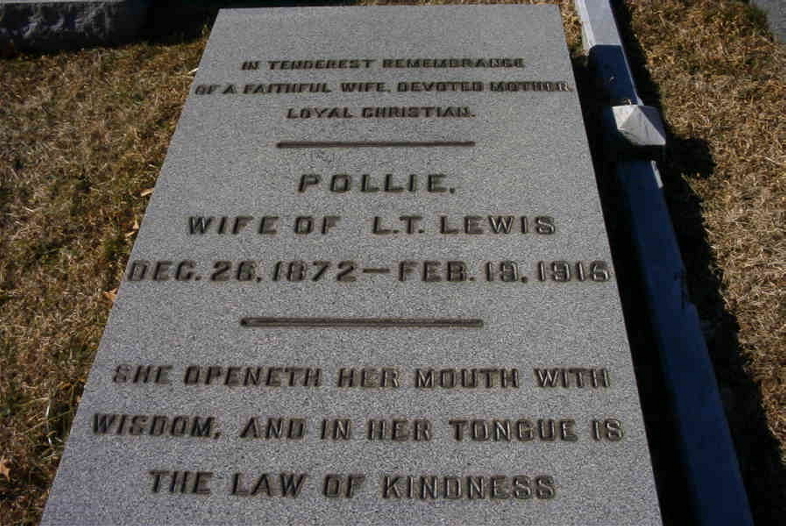 IN TENDEREST REMEMBRANCE
OF A FAITHFUL WIFE, DEVOTED MOTHER,
LOYAL CHRISTIAN.
POLLIE,
WIFE OF L.T. LEWIS
DEC. 26, 1872 — FEB. 19, 1915
SHE OPENETH HER MOUTH WITH
WISDOM, AND IN HER TONGUE IS
THE LAW OF KINDNESS